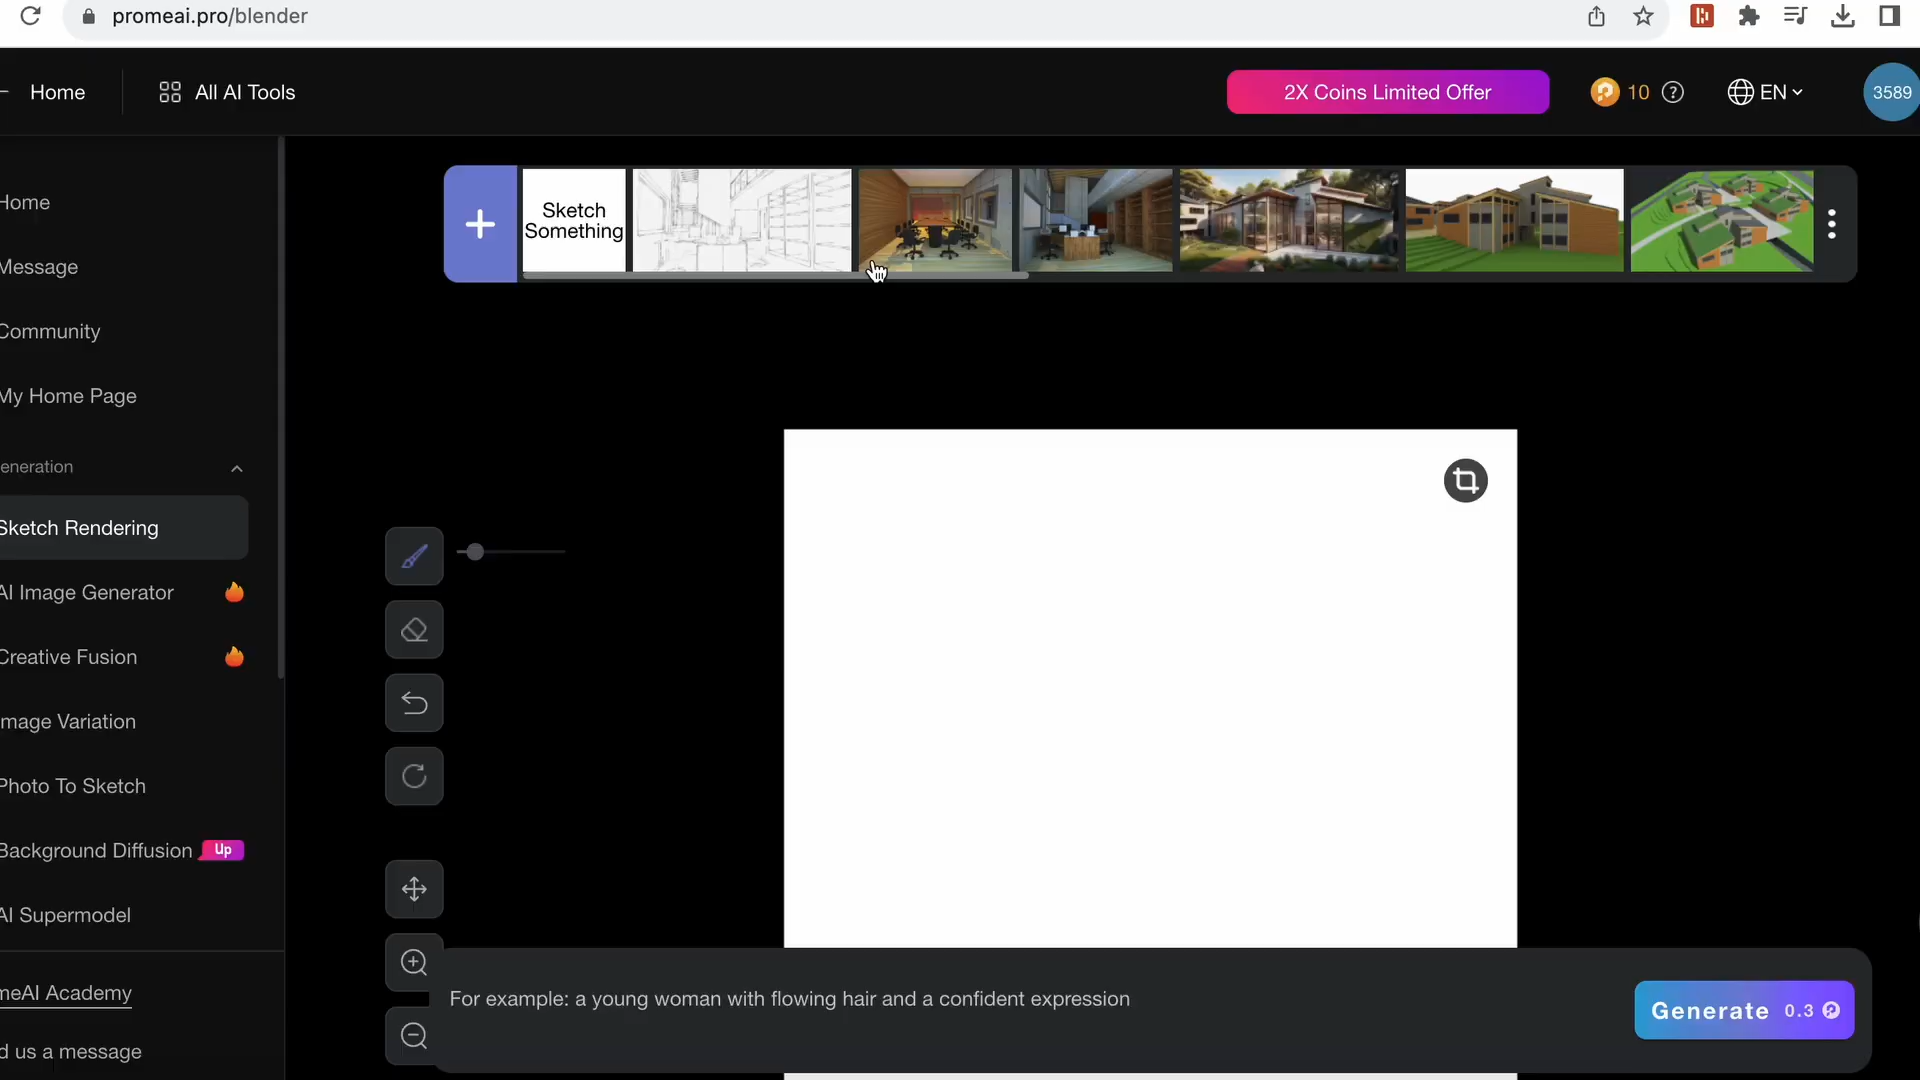 promeai.pro/blender
Home
All AI Tools
2X Coins Limited Offer
10
EN
3589
Home
Message
Community
My Home Page
eneration
Sketch Rendering
AI Image Generator
Creative Fusion
mage Variation
Photo To Sketch
Background Diffusion Up
AI Supermodel
meAI Academy
d us a message
Sketch
Something
For example: a young woman with flowing hair and a confident expression
Generate 0.3